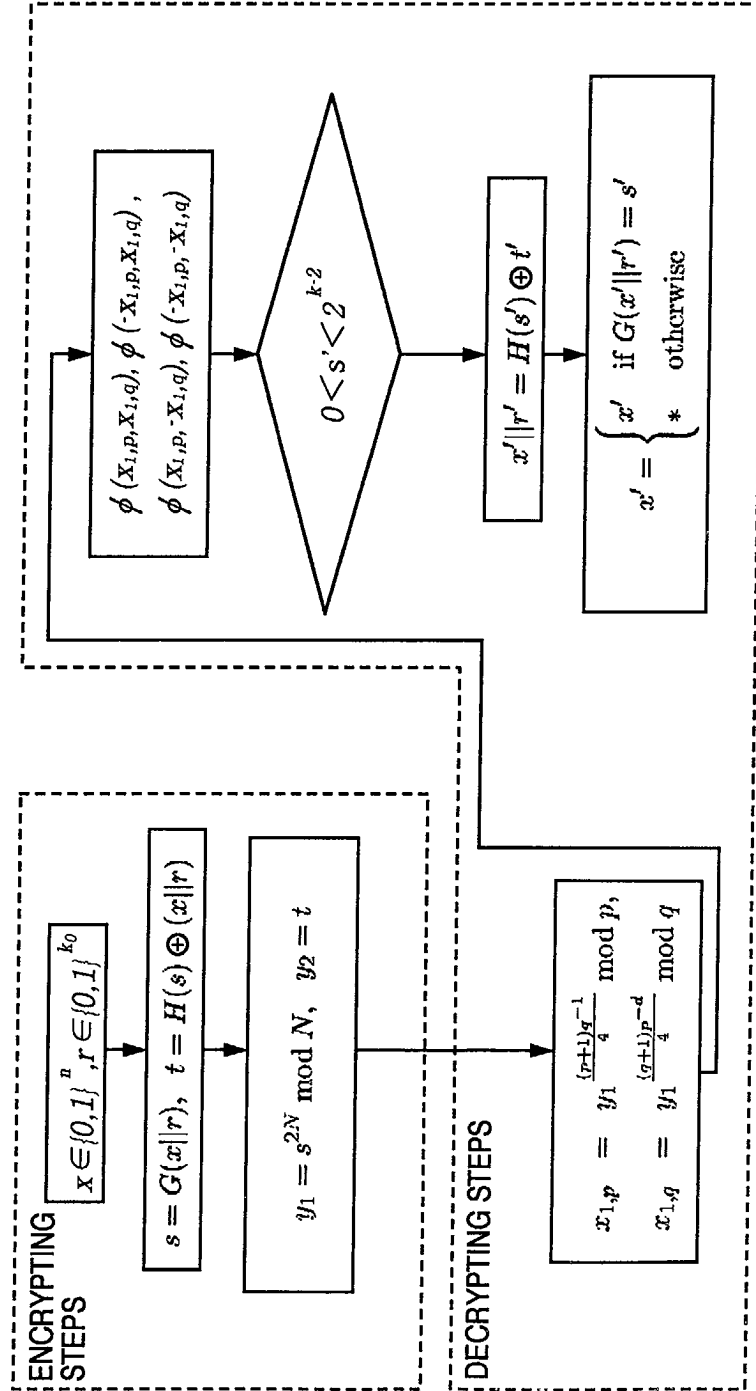 ENCRYPTING
STEPS
x ∈ {0,1}^n, r ∈ {0,1}^{k_0}
s = G(x||r), t = H(s) ⊕ (x||r)
y_1 = s^{2N} mod N, y_2 = t
DECRYPTING STEPS
x_{1,p} = y_1^{\frac{(p+1)q^{-1}}{4}} mod p,
x_{1,q} = y_1^{\frac{(q+1)p^{-d}}{4}} mod q
ϕ (x_{1,p},x_{1,q}), ϕ (-x_{1,p},x_{1,q}) ,
ϕ (x_{1,p},-x_{1,q}), ϕ (-x_{1,p},-x_{1,q})
0<s'<2^{k-2}
x'||r' = H(s') ⊕ t'
x' = { x' if G(x'||r') = s'
* otherwise